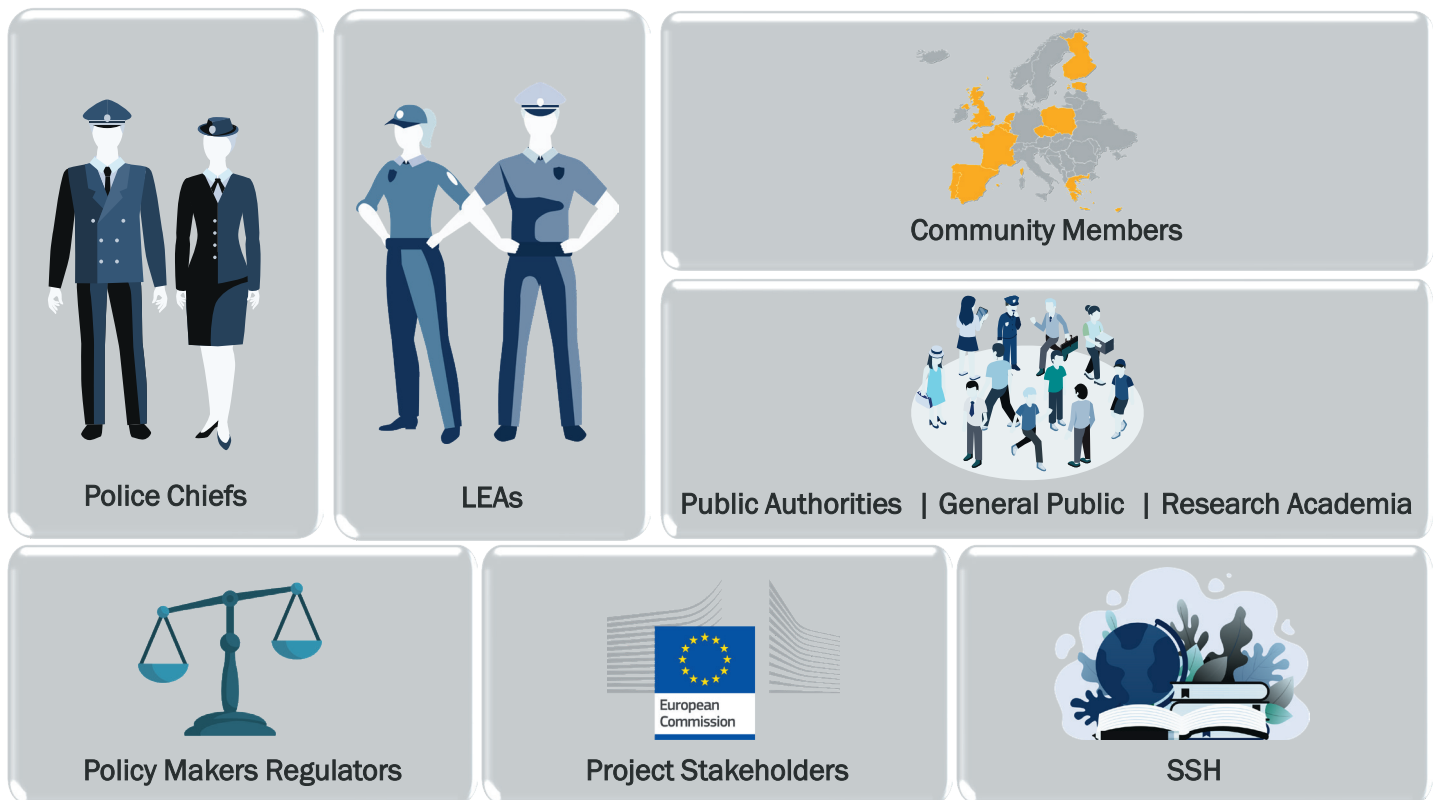 Police Chiefs
LEAs
Community Members
Public Authorities | General Public | Research Academia
Policy Makers Regulators
European
Commission
Project Stakeholders
SSH